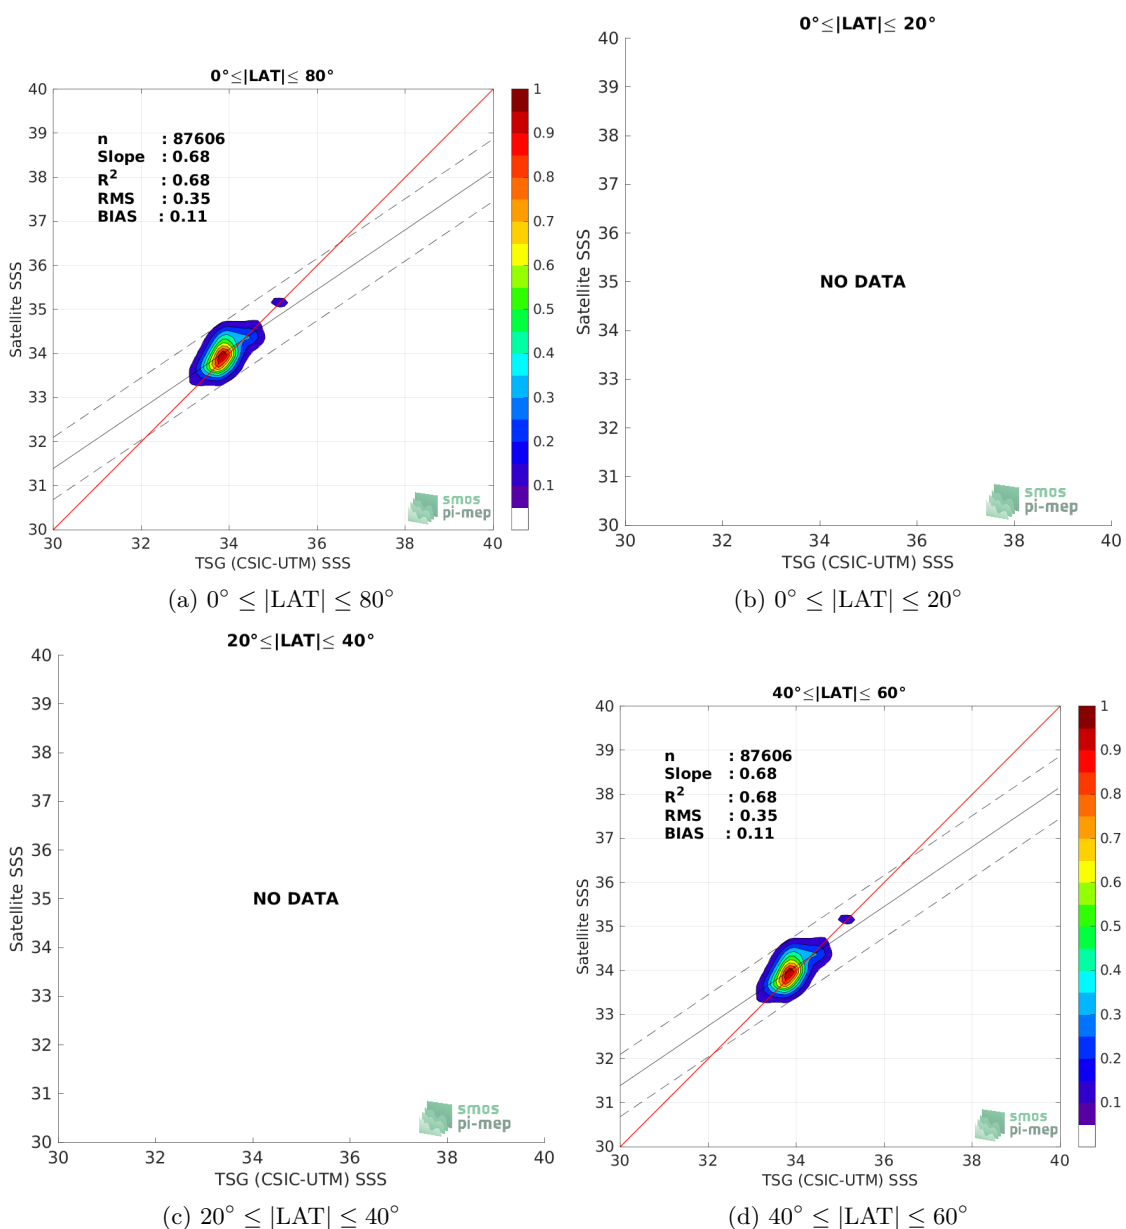 0°≤|LAT|≤ 80°
40
39
38
37
36
35
34
33
32
31
30
Satellite SSS
n : 87606
Slope : 0.68
R² : 0.68
RMS : 0.35
BIAS : 0.11
1
0.9
0.8
0.7
0.6
0.5
0.4
0.3
0.2
0.1
smos
pi-mep
30 32 34 36 38 40
TSG (CSIC-UTM) SSS
(a) 0° ≤ |LAT| ≤ 80°
0°≤|LAT|≤ 20°
40
39
38
37
36
35
34
33
32
31
30
Satellite SSS
NO DATA
smos
pi-mep
30 32 34 36 38 40
TSG (CSIC-UTM) SSS
(b) 0° ≤ |LAT| ≤ 20°
20°≤|LAT|≤ 40°
40
39
38
37
36
35
34
33
32
31
30
Satellite SSS
NO DATA
smos
pi-mep
30 32 34 36 38 40
TSG (CSIC-UTM) SSS
(c) 20° ≤ |LAT| ≤ 40°
40°≤|LAT|≤ 60°
40
39
38
37
36
35
34
33
32
31
30
Satellite SSS
n : 87606
Slope : 0.68
R² : 0.68
RMS : 0.35
BIAS : 0.11
1
0.9
0.8
0.7
0.6
0.5
0.4
0.3
0.2
0.1
smos
pi-mep
30 32 34 36 38 40
TSG (CSIC-UTM) SSS
(d) 40° ≤ |LAT| ≤ 60°